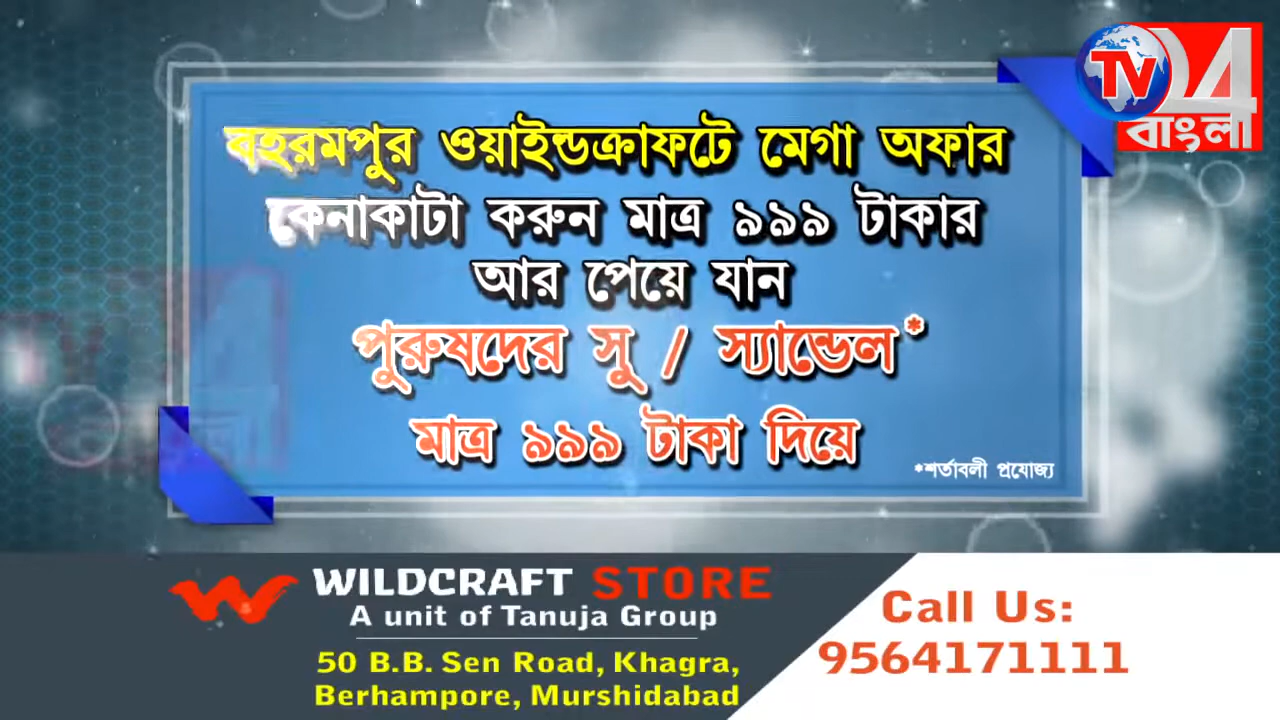 TV 24
বাংলা
বহরমপুর ওয়াইল্ডক্রাফটে মেগা অফার
কেনাকাটা করুন মাত্র ৯৯৯ টাকার
আর পেয়ে যান
পুরুষদের সু / স্যান্ডেল*
মাত্র ৯৯৯ টাকা দিয়ে
*শর্তাবলী প্রযোজ্য
WILDCRAFT STORE
A unit of Tanuja Group
50 B.B. Sen Road, Khagra,
Berhampore, Murshidabad
Call Us:
9564171111